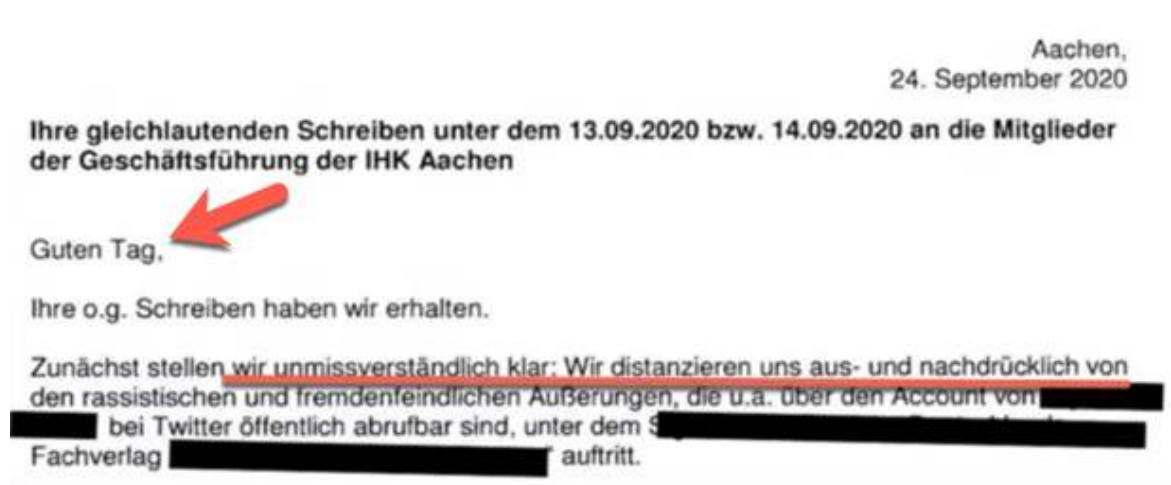 Aachen,
24. September 2020
Ihre gleichlautenden Schreiben unter dem 13.09.2020 bzw. 14.09.2020 an die Mitglieder
der Geschäftsführung der IHK Aachen
Guten Tag,
Ihre o.g. Schreiben haben wir erhalten.
Zunächst stellen wir unmissverständlich klar: Wir distanzieren uns aus- und nachdrücklich von
den rassistischen und fremdenfeindlichen Äußerungen, die u.a. über den Account von
bei Twitter öffentlich abrufbar sind, unter dem
Fachverlag auftritt.